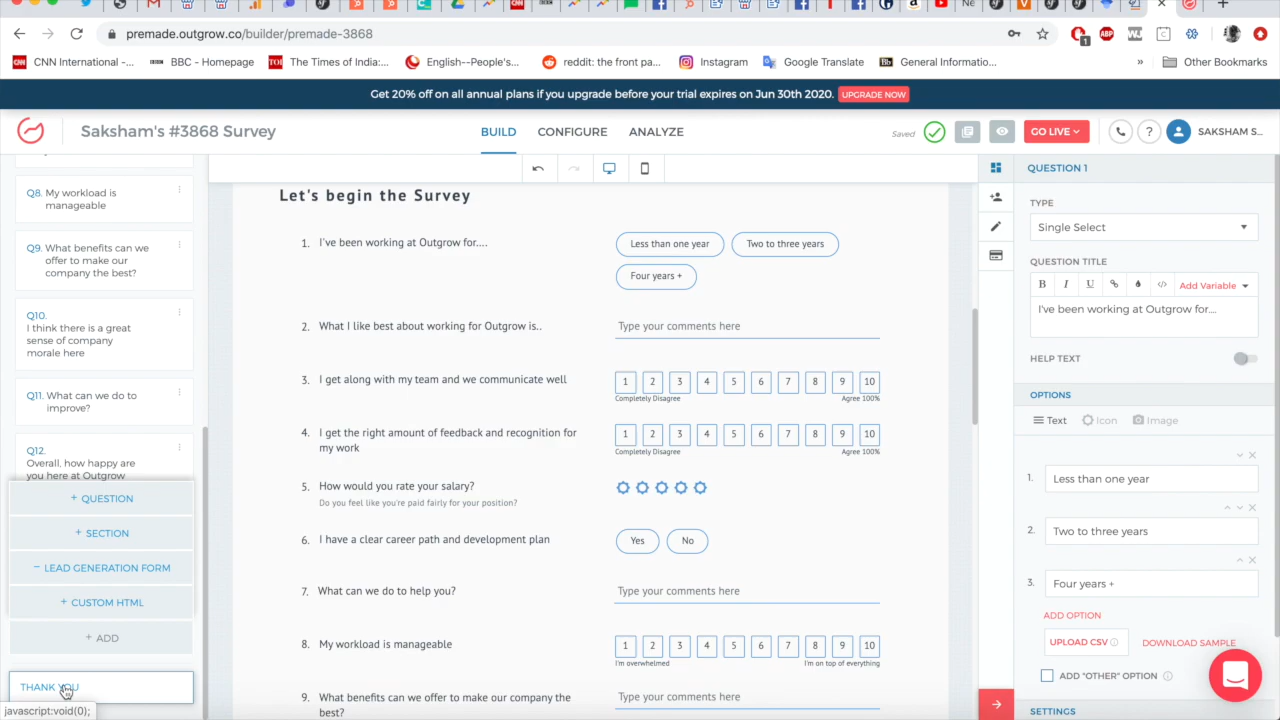 premade.outgrow.co/builder/premade-3868
CNN International -...
BBC - Homepage
The Times of India:...
English--People's...
reddit: the front pa...
Instagram
Google Translate
General Informatio...
»
Other Bookmarks
Get 20% off on all annual plans if you upgrade before your trial expires on Jun 30th 2020. UPGRADE NOW
Saksham's #3868 Survey
BUILD
CONFIGURE
ANALYZE
Saved
GO LIVE
?
SAKSHAM S...
Q8. My workload is
manageable
Q9. What benefits can we
offer to make our
company the best?
Q10.
I think there is a great
sense of company
morale here
Q11. What can we do to
improve?
Q12.
Overall, how happy are
you here at Outgrow
+ QUESTION
+ SECTION
− LEAD GENERATION FORM
+ CUSTOM HTML
+ ADD
THANK YOU
javascript:void(0);
Let's begin the Survey
1. I've been working at Outgrow for....
Less than one year
Two to three years
Four years +
2. What I like best about working for Outgrow is..
Type your comments here
3. I get along with my team and we communicate well
1 2 3 4 5 6 7 8 9 10
Completely Disagree
Agree 100%
4. I get the right amount of feedback and recognition for
my work
1 2 3 4 5 6 7 8 9 10
Completely Disagree
Agree 100%
5. How would you rate your salary?
Do you feel like you're paid fairly for your position?
6. I have a clear career path and development plan
Yes
No
7. What can we do to help you?
Type your comments here
8. My workload is manageable
1 2 3 4 5 6 7 8 9 10
I'm overwhelmed
I'm on top of everything
9. What benefits can we offer to make our company the
best?
Type your comments here
QUESTION 1
TYPE
Single Select
QUESTION TITLE
B I U </> Add Variable
I've been working at Outgrow for....
HELP TEXT
OPTIONS
Text
Icon
Image
1. Less than one year
2. Two to three years
3. Four years +
ADD OPTION
UPLOAD CSV
DOWNLOAD SAMPLE
ADD "OTHER" OPTION
SETTINGS